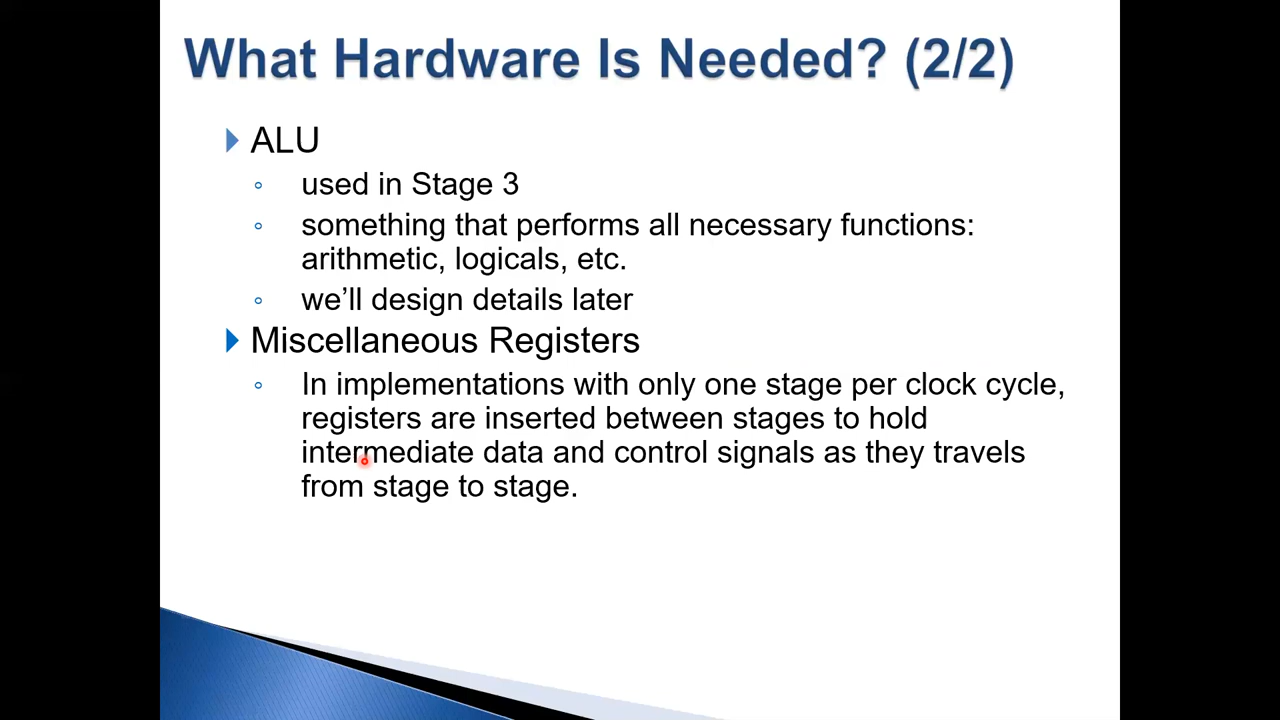 What Hardware Is Needed? (2/2)
ALU
used in Stage 3
something that performs all necessary functions:
arithmetic, logicals, etc.
we’ll design details later
Miscellaneous Registers
In implementations with only one stage per clock cycle,
registers are inserted between stages to hold
intermediate data and control signals as they travels
from stage to stage.